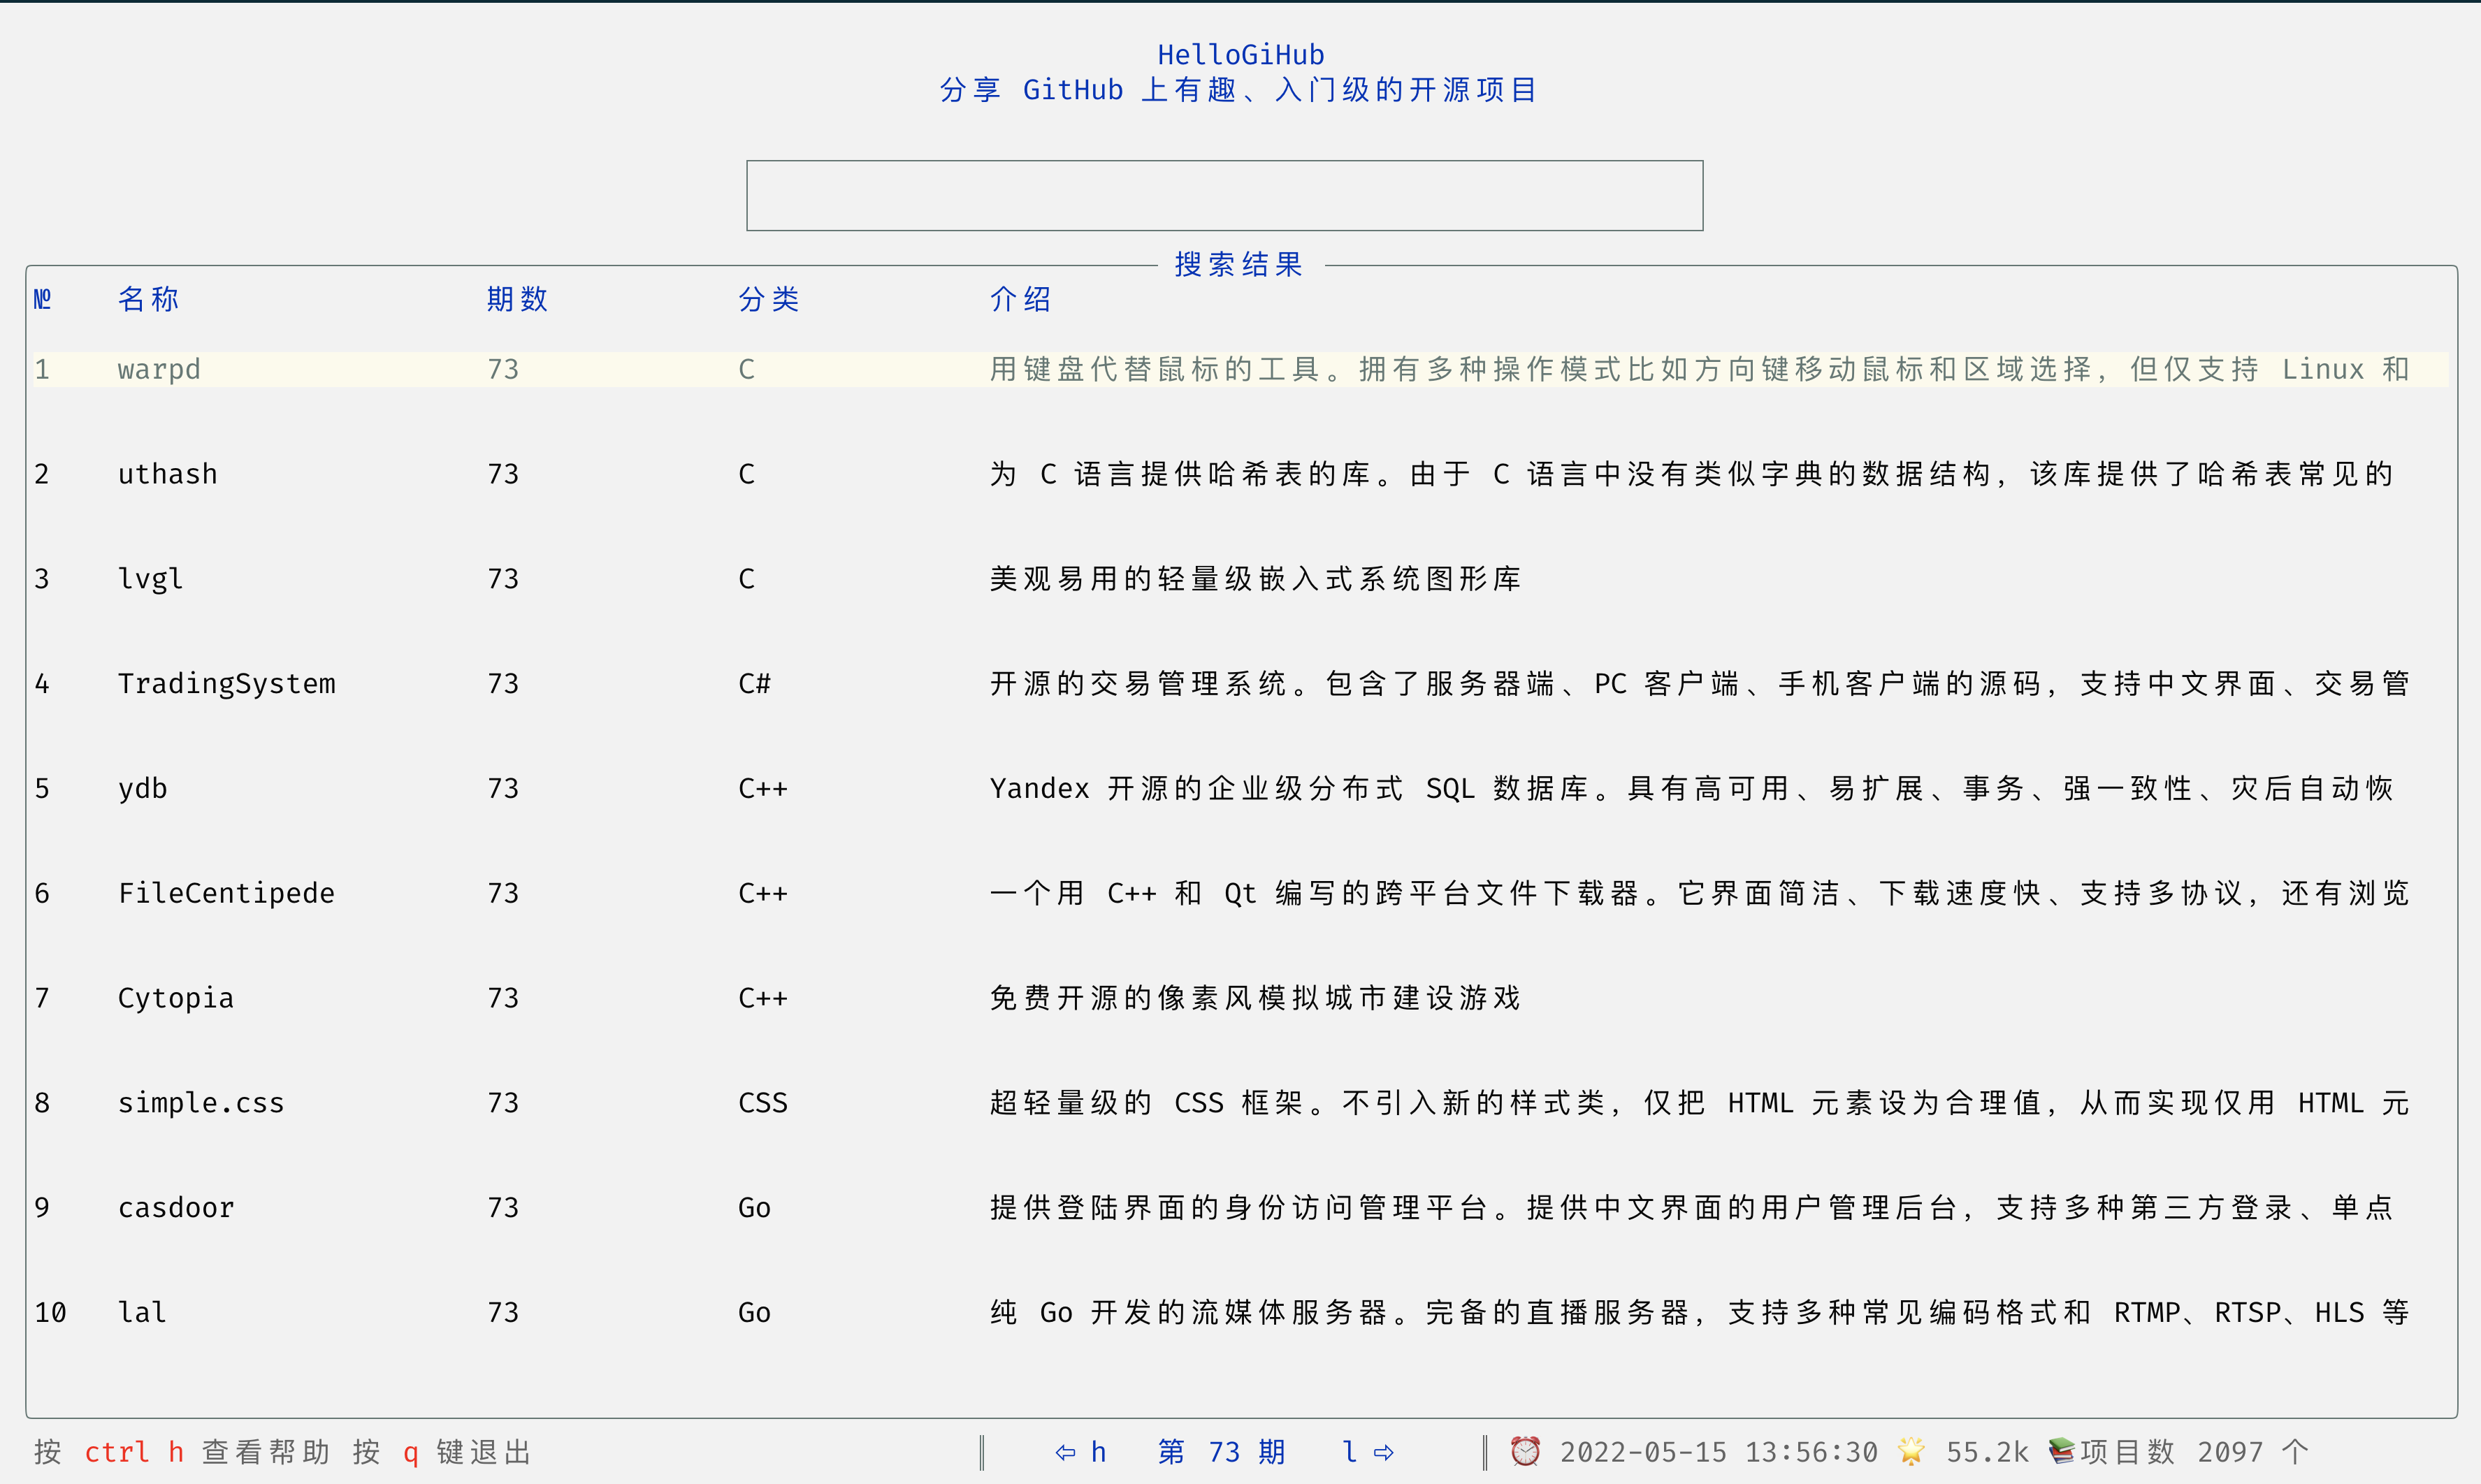 HelloGiHub
分享 GitHub 上有趣、入门级的开源项目
搜索结果
№ 名称 期数 分类 介绍
1 warpd 73 C 用键盘代替鼠标的工具。拥有多种操作模式比如方向键移动鼠标和区域选择，但仅支持 Linux 和
2 uthash 73 C 为 C 语言提供哈希表的库。由于 C 语言中没有类似字典的数据结构，该库提供了哈希表常见的
3 lvgl 73 C 美观易用的轻量级嵌入式系统图形库
4 TradingSystem 73 C# 开源的交易管理系统。包含了服务器端、PC 客户端、手机客户端的源码，支持中文界面、交易管
5 ydb 73 C++ Yandex 开源的企业级分布式 SQL 数据库。具有高可用、易扩展、事务、强一致性、灾后自动恢
6 FileCentipede 73 C++ 一个用 C++ 和 Qt 编写的跨平台文件下载器。它界面简洁、下载速度快、支持多协议，还有浏览
7 Cytopia 73 C++ 免费开源的像素风模拟城市建设游戏
8 simple.css 73 CSS 超轻量级的 CSS 框架。不引入新的样式类，仅把 HTML 元素设为合理值，从而实现仅用 HTML 元
9 casdoor 73 Go 提供登陆界面的身份访问管理平台。提供中文界面的用户管理后台，支持多种第三方登录、单点
10 lal 73 Go 纯 Go 开发的流媒体服务器。完备的直播服务器，支持多种常见编码格式和 RTMP、RTSP、HLS 等
按 ctrl h 查看帮助 按 q 键退出 ║ ⇦ h 第 73 期 l ⇨ ║ ⏰ 2022-05-15 13:56:30 🌟 55.2k 📚项目数 2097 个